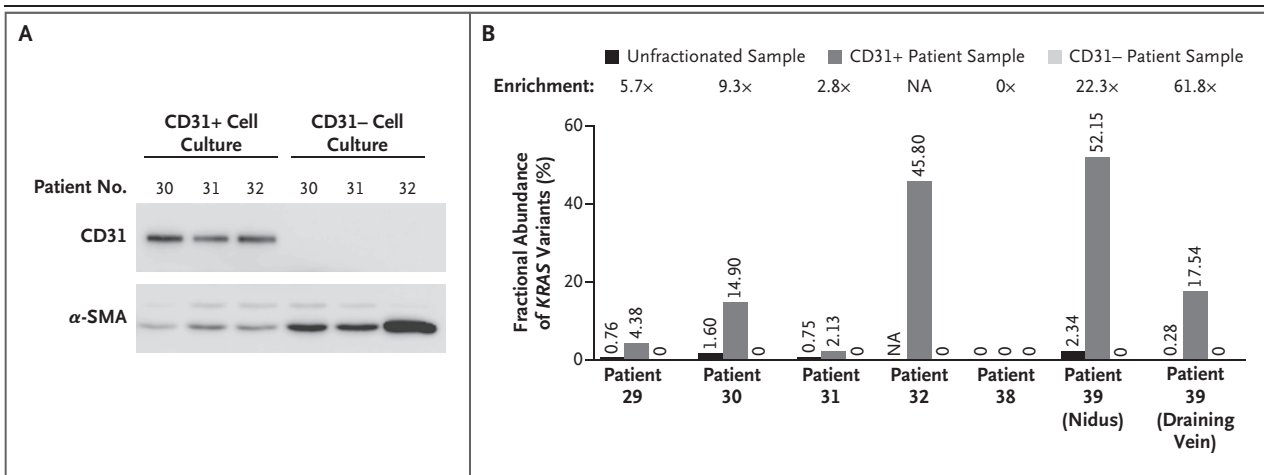 A
CD31+ Cell Culture
CD31– Cell Culture
Patient No. 30 31 32 30 31 32
CD31
α-SMA
B
Unfractionated Sample CD31+ Patient Sample CD31– Patient Sample
Enrichment: 5.7× 9.3× 2.8× NA 0× 22.3× 61.8×
Fractional Abundance
of KRAS Variants (%)
60
40
20
0
0.76 4.38 0
1.60 14.90 0
0.75 2.13 0
NA 45.80 0
0 0 0
2.34 52.15 0
0.28 17.54 0
Patient
29
Patient
30
Patient
31
Patient
32
Patient
38
Patient
39
(Nidus)
Patient
39
(Draining
Vein)